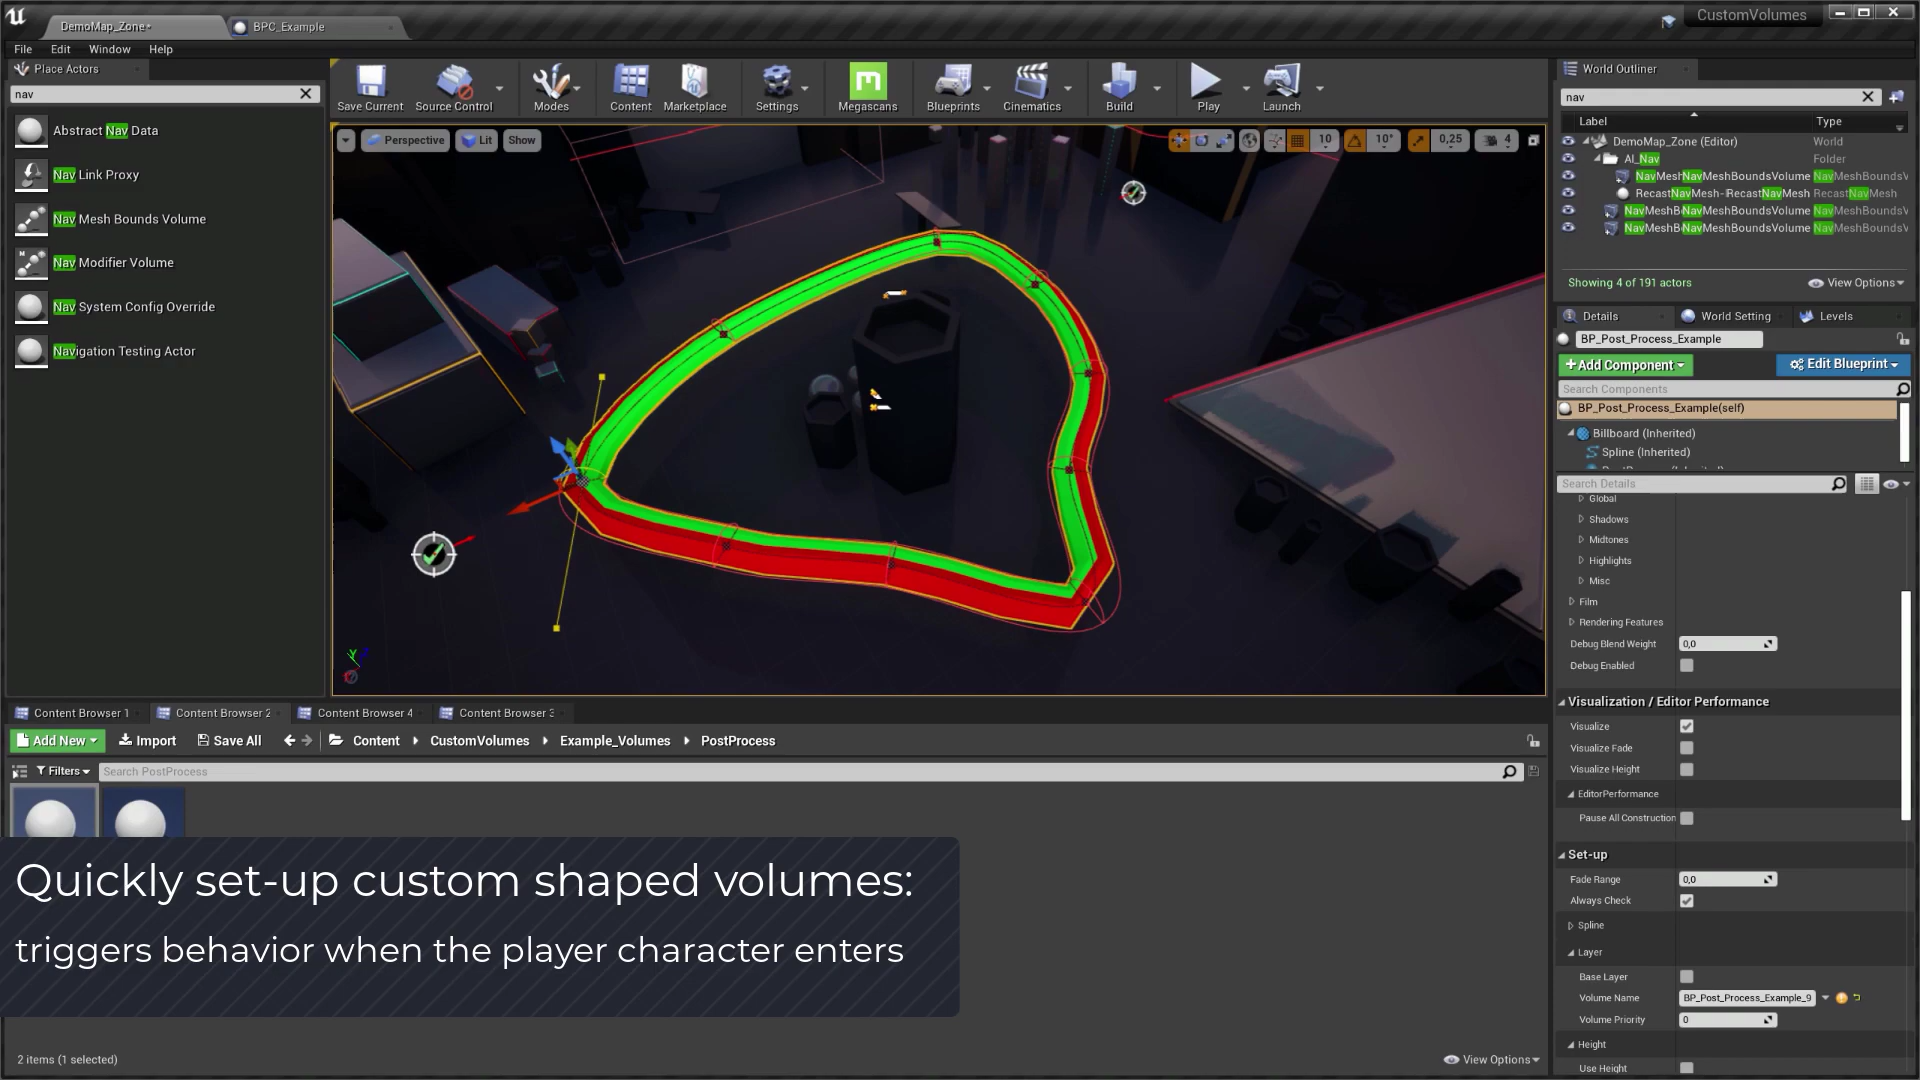 DemoMap_Zone•
BPC_Example
CustomVolumes
File Edit Window Help
Place Actors
nav
Abstract Nav Data
Nav Link Proxy
Nav Mesh Bounds Volume
Nav Modifier Volume
Nav System Config Override
Navigation Testing Actor
Save Current
Source Control
Modes
Content
Marketplace
Settings
Megascans
Blueprints
Cinematics
Build
Play
Launch
Perspective
Lit
Show
10
10°
0,25
4
World Outliner
nav
Label Type
DemoMap_Zone (Editor) World
AI_Nav Folder
NavMeshNavMeshBoundsVolume NavMeshBoundsV
RecastNavMesh-RecastNavMesh RecastNavMesh
NavMeshBNavMeshBoundsVolume NavMeshBoundsV
NavMeshBNavMeshBoundsVolume NavMeshBoundsV
Showing 4 of 191 actors
View Options
Details
World Setting
Levels
BP_Post_Process_Example
+Add Component
Edit Blueprint
Search Components
BP_Post_Process_Example(self)
Billboard (Inherited)
Spline (Inherited)
Search Details
Global
Shadows
Midtones
Highlights
Misc
Film
Rendering Features
Debug Blend Weight 0,0
Debug Enabled
Visualization / Editor Performance
Visualize
Visualize Fade
Visualize Height
EditorPerformance
Pause All Construction
Set-up
Fade Range 0,0
Always Check
Spline
Layer
Base Layer
Volume Name BP_Post_Process_Example_9
Volume Priority 0
Height
Use Height
Content Browser 1
Content Browser 2
Content Browser 4
Content Browser 3
Add New
Import
Save All
Content
CustomVolumes
Example_Volumes
PostProcess
Filters
Search PostProcess
Quickly set-up custom shaped volumes:
triggers behavior when the player character enters
2 items (1 selected)
View Options